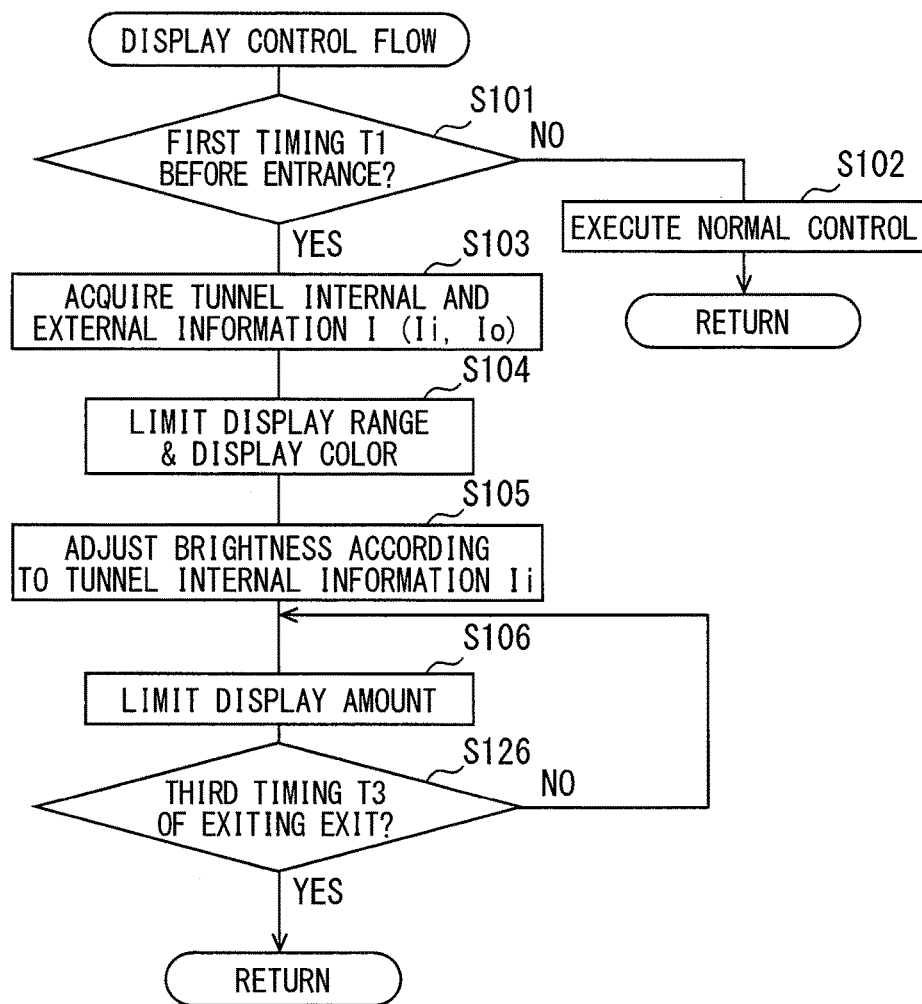 DISPLAY CONTROL FLOW
S101
FIRST TIMING T1
BEFORE ENTRANCE?
NO
S102
EXECUTE NORMAL CONTROL
RETURN
YES
S103
ACQUIRE TUNNEL INTERNAL AND
EXTERNAL INFORMATION I (Ii, Io)
S104
LIMIT DISPLAY RANGE
& DISPLAY COLOR
S105
ADJUST BRIGHTNESS ACCORDING
TO TUNNEL INTERNAL INFORMATION Ii
S106
LIMIT DISPLAY AMOUNT
S126
THIRD TIMING T3
OF EXITING EXIT?
NO
YES
RETURN